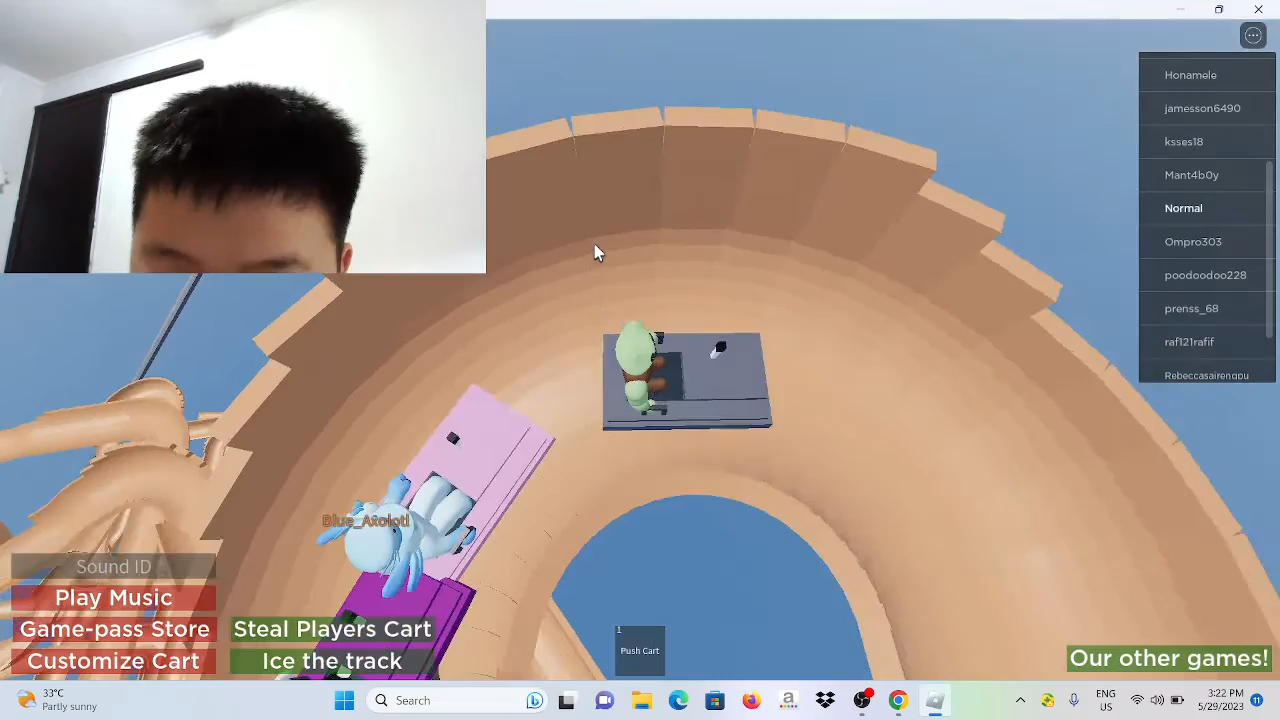 Honamele
jamesson6490
ksses18
Mant4b0y
Normal
Ompro303
poodoodoo228
prenss_68
raf121rafif
Rebeccasairengpu
Blue_Axolotl
Sound ID
Play Music
Game-pass Store
Steal Players Cart
Customize Cart
Ice the track
1
Push Cart
Our other games!
33°C
Partly sunny
Search
ENG
US
3:22 PM
5/29/2023
11